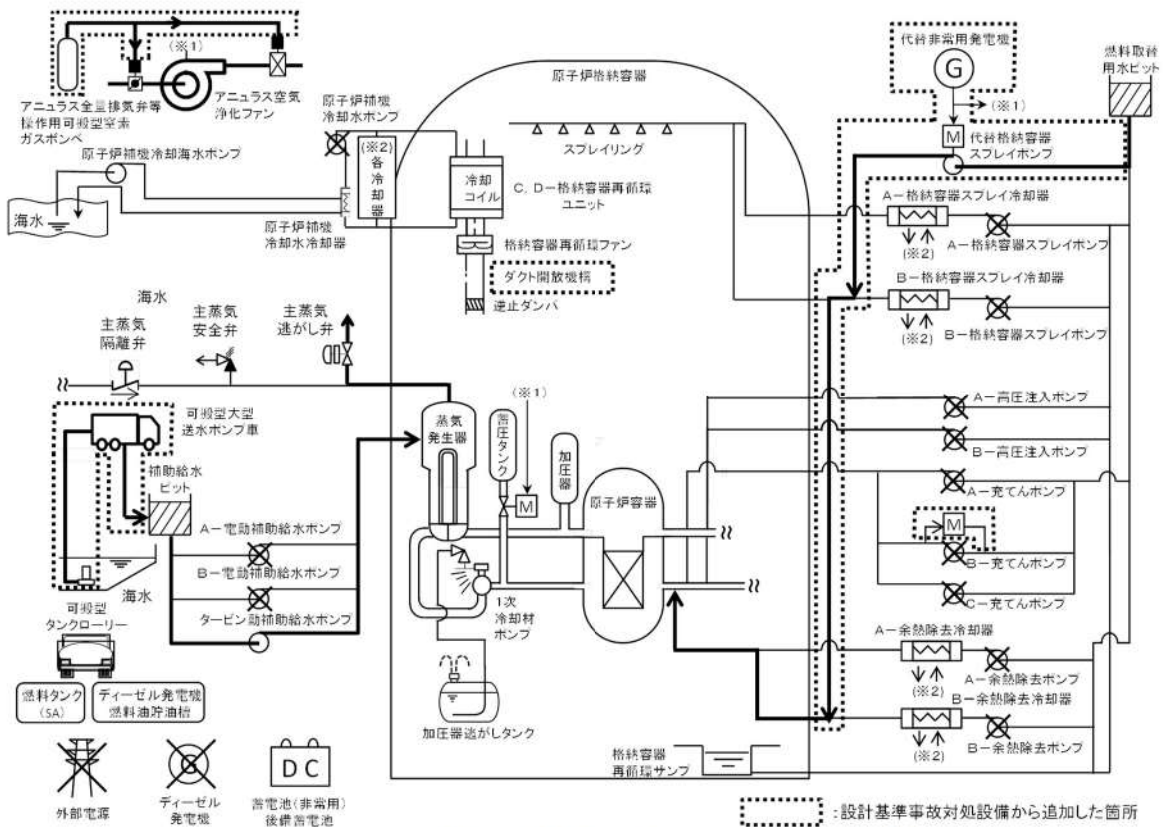 (※1)
アニュラス全量排気弁等
操作用可搬型窒素
ガスボンベ
アニュラス空気
浄化ファン
原子炉補機
冷却水ポンプ
(※2)
各
冷
却
器
原子炉補機冷却海水ポンプ
海水
原子炉補機
冷却水冷却器
冷却
コイル
C, D－格納容器再循環
ユニット
格納容器再循環ファン
ダクト開放機構
逆止ダンパ
原子炉格納容器
スプレイリング
代替非常用発電機
G
(※1)
M
代替格納容器
スプレイポンプ
燃料取替
用水ピット
A－格納容器スプレイ冷却器
(※2)
A－格納容器スプレイポンプ
B－格納容器スプレイ冷却器
(※2)
B－格納容器スプレイポンプ
海水
主蒸気
隔離弁
主蒸気
安全弁
主蒸気
逃がし弁
可搬型大型
送水ポンプ車
補助給水
ピット
A－電動補助給水ポンプ
B－電動補助給水ポンプ
タービン動補助給水ポンプ
海水
可搬型
タンクローリー
燃料タンク
(SA)
ディーゼル発電機
燃料油貯油槽
蒸気
発生器
蓄圧タンク
(※1)
M
加圧器
原子炉容器
1次
冷却材
ポンプ
加圧器逃がしタンク
A－高圧注入ポンプ
B－高圧注入ポンプ
A－充てんポンプ
M
B－充てんポンプ
C－充てんポンプ
A－余熱除去冷却器
(※2)
A－余熱除去ポンプ
B－余熱除去冷却器
(※2)
B－余熱除去ポンプ
格納容器
再循環サンプ
外部電源
G
ディーゼル
発電機
DC
蓄電池(非常用)
後備蓄電池
:設計基準事故対処設備から追加した箇所